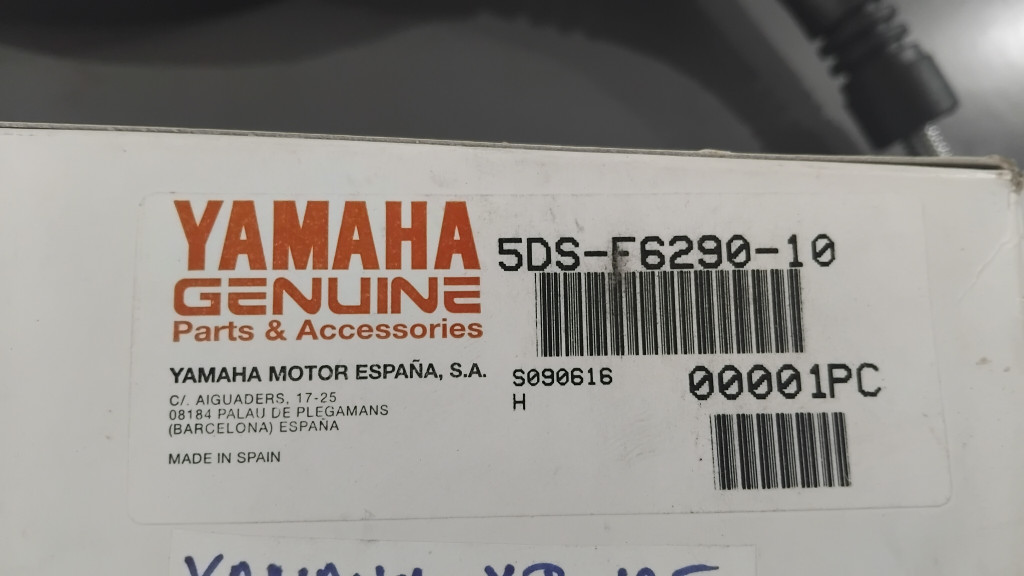 YAMAHA
GENUINE
Parts & Accessories
5DS-F6290-10
YAMAHA MOTOR ESPAÑA, S.A.
C/. AIGUADERS, 17-25
08184 PALAU DE PLEGAMANS
(BARCELONA) ESPAÑA
MADE IN SPAIN
S090616
H
00001PC
YAMAHA